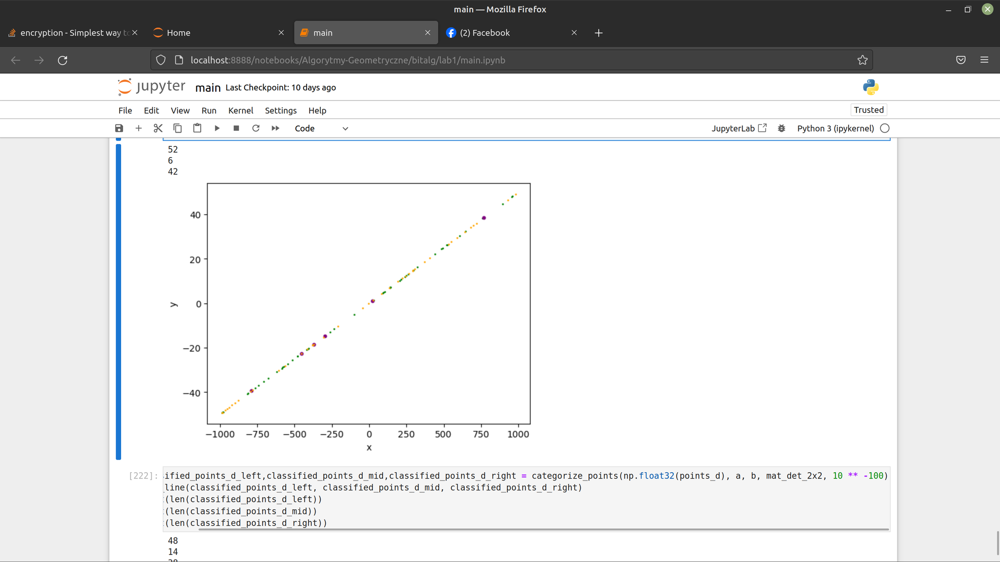 main — Mozilla Firefox
encryption - Simplest way to
Home
main
(2) Facebook
localhost:8888/notebooks/Algorytmy-Geometryczne/bitalg/lab1/main.ipynb
jupyter main Last Checkpoint: 10 days ago
File Edit View Run Kernel Settings Help
Trusted
Code
JupyterLab
Python 3 (ipykernel)
52
6
42
40
20
0
−20
−40
y
−1000 −750 −500 −250 0 250 500 750 1000
x
[222]:
ified_points_d_left,classified_points_d_mid,classified_points_d_right = categorize_points(np.float32(points_d), a, b, mat_det_2x2, 10 ** -100)
_line(classified_points_d_left, classified_points_d_mid, classified_points_d_right)
(len(classified_points_d_left))
(len(classified_points_d_mid))
(len(classified_points_d_right))
48
14